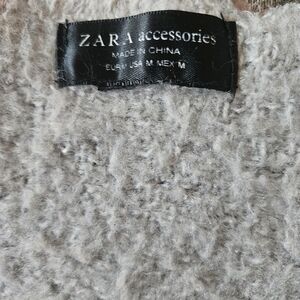 ZARA accessories
MADE IN CHINA
EUR M USA M MEX M